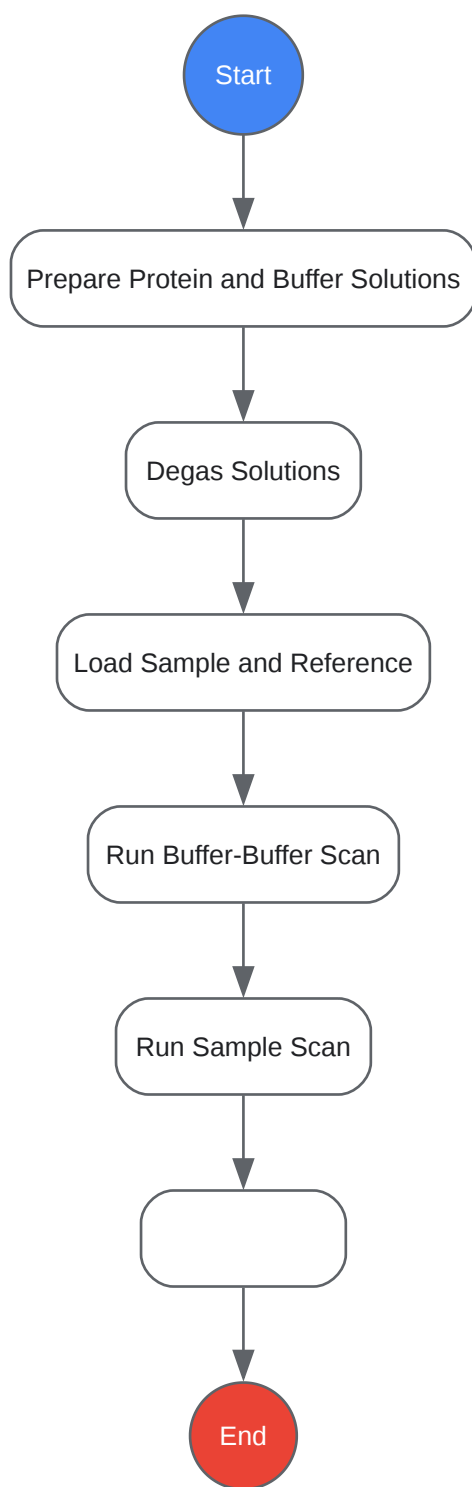 Start
Prepare Protein and Buffer Solutions
Degas Solutions
Load Sample and Reference
Run Buffer-Buffer Scan
Run Sample Scan
End